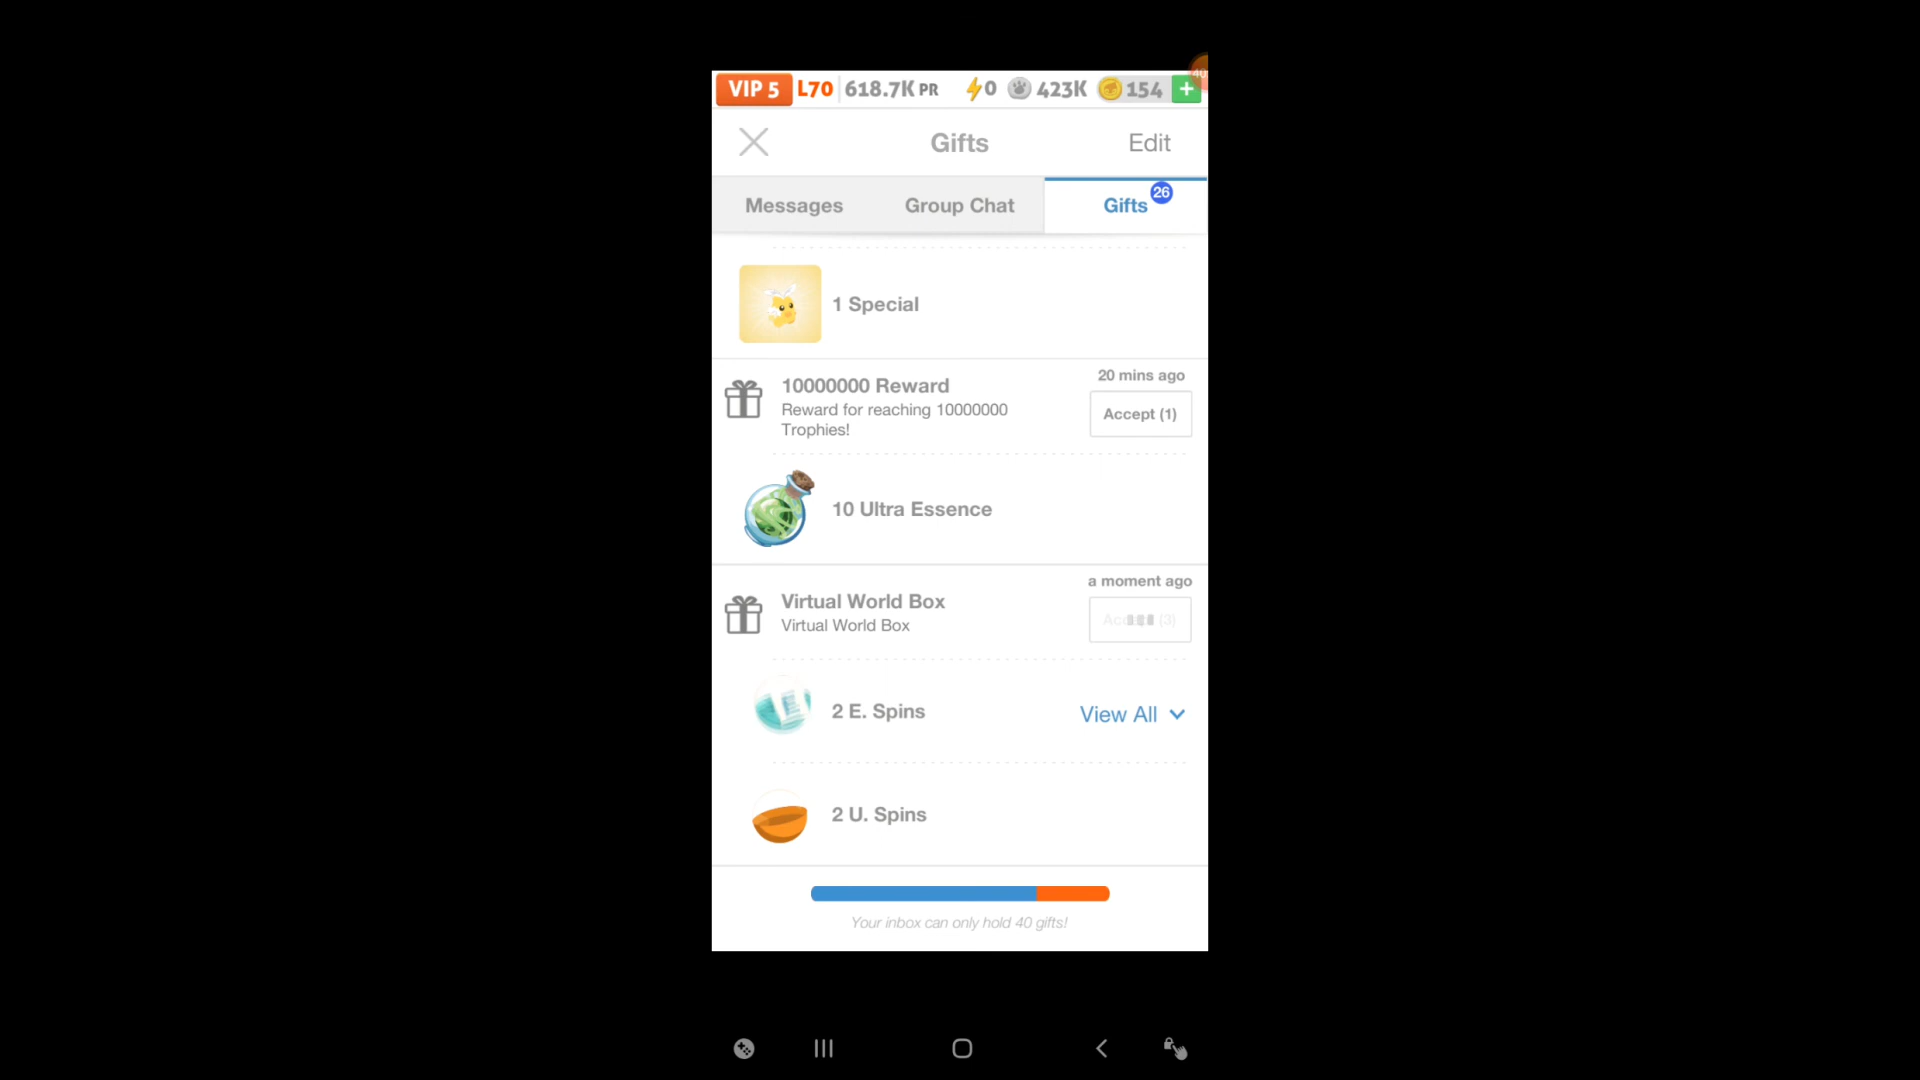 VIP 5 L70 618.7K PR 0 423K 154 +
40
Gifts Edit
Messages Group Chat Gifts 26
1 Special
20 mins ago
10000000 Reward
Reward for reaching 10000000
Trophies!
Accept (1)
10 Ultra Essence
a moment ago
Virtual World Box
Virtual World Box
(3)
2 E. Spins
View All
2 U. Spins
Your inbox can only hold 40 gifts!